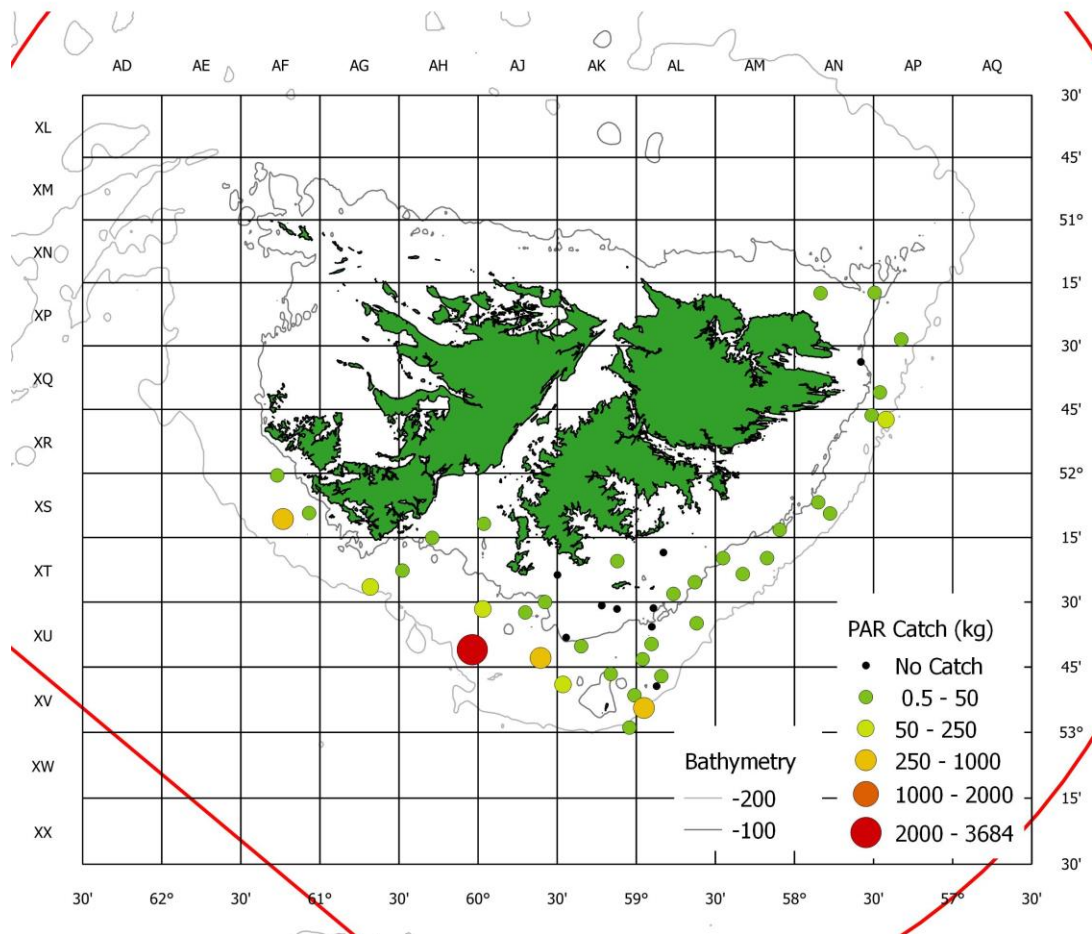 AD AE AF AG AH AJ AK AL AM AN AP AQ
30'
XL
45'
XM
51°
XN
15'
XP
30'
XQ
45'
XR
52°
XS
15'
XT
30'
XU
45'
XV
53°
XW
15'
XX
30'
PAR Catch (kg)
No Catch
0.5 - 50
50 - 250
250 - 1000
1000 - 2000
2000 - 3684
Bathymetry
-200
-100
30' 62° 30' 61° 30' 60° 30' 59° 30' 58° 30' 57° 30'